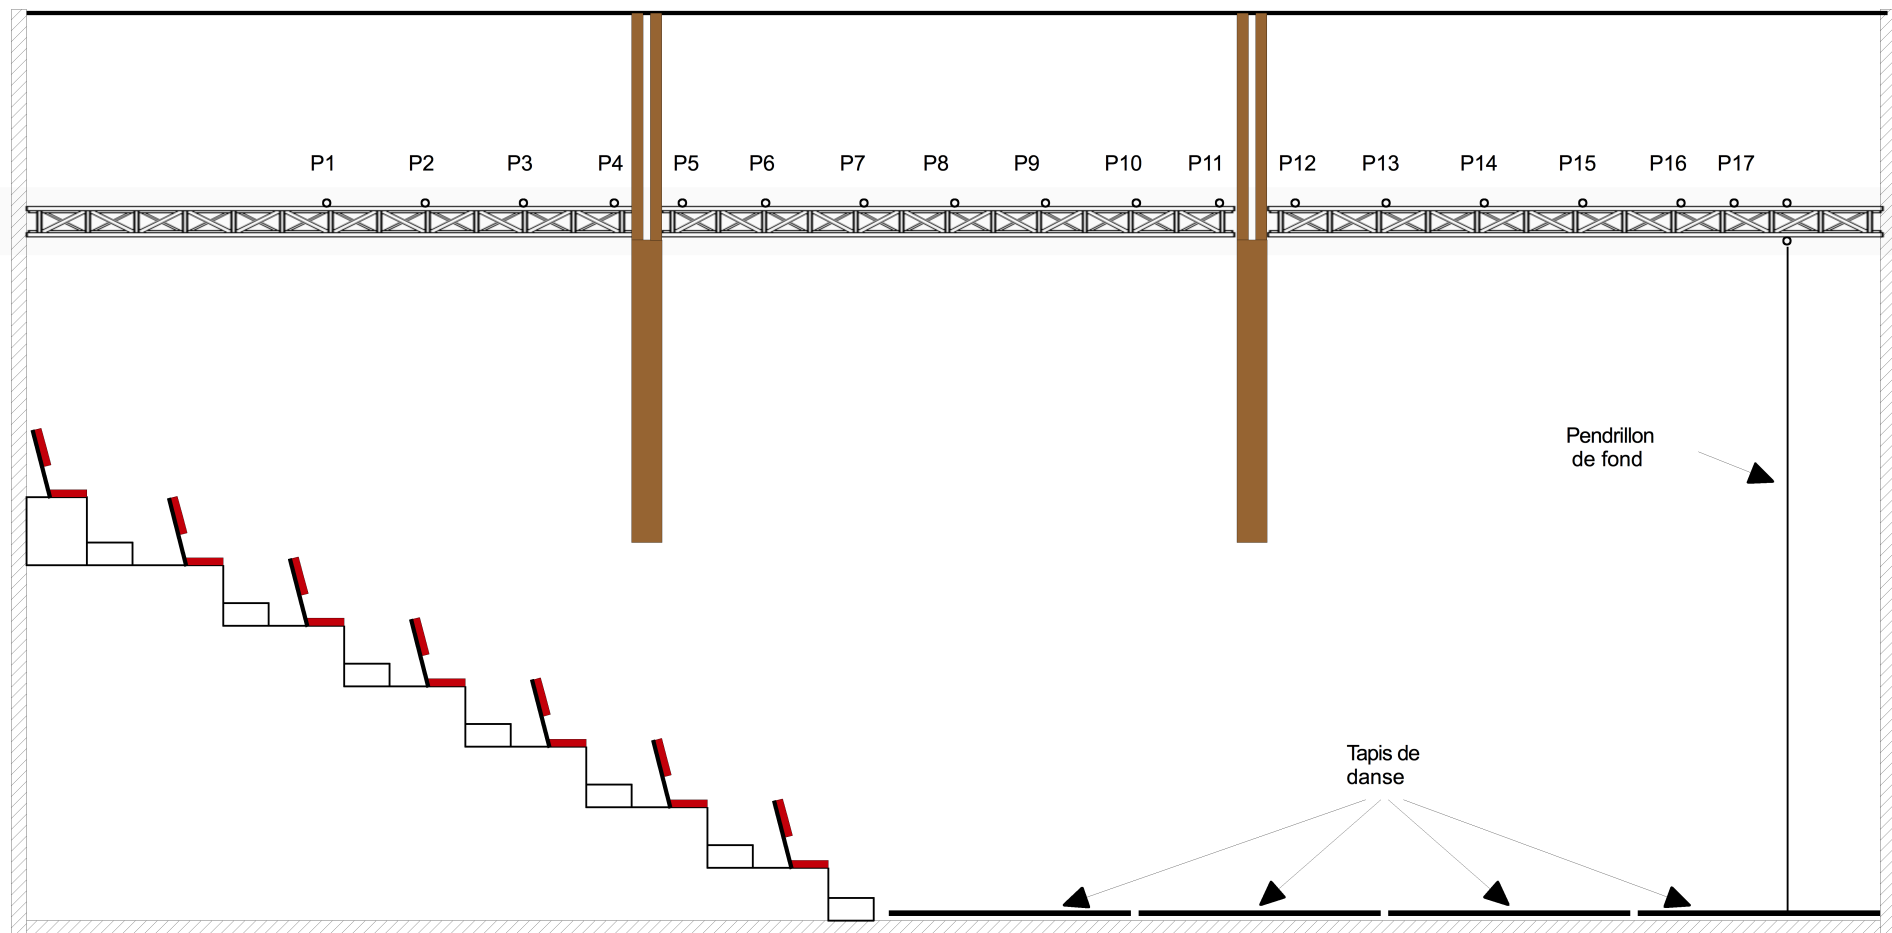 P1 P2 P3 P4 P5 P6 P7 P8 P9 P10 P11 P12 P13 P14 P15 P16 P17
Pendrillon
de fond
Tapis de
danse